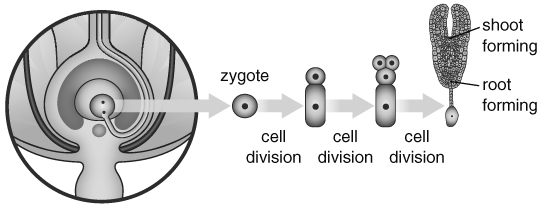 zygote
cell
division
cell
division
cell
division
shoot
forming
root
forming